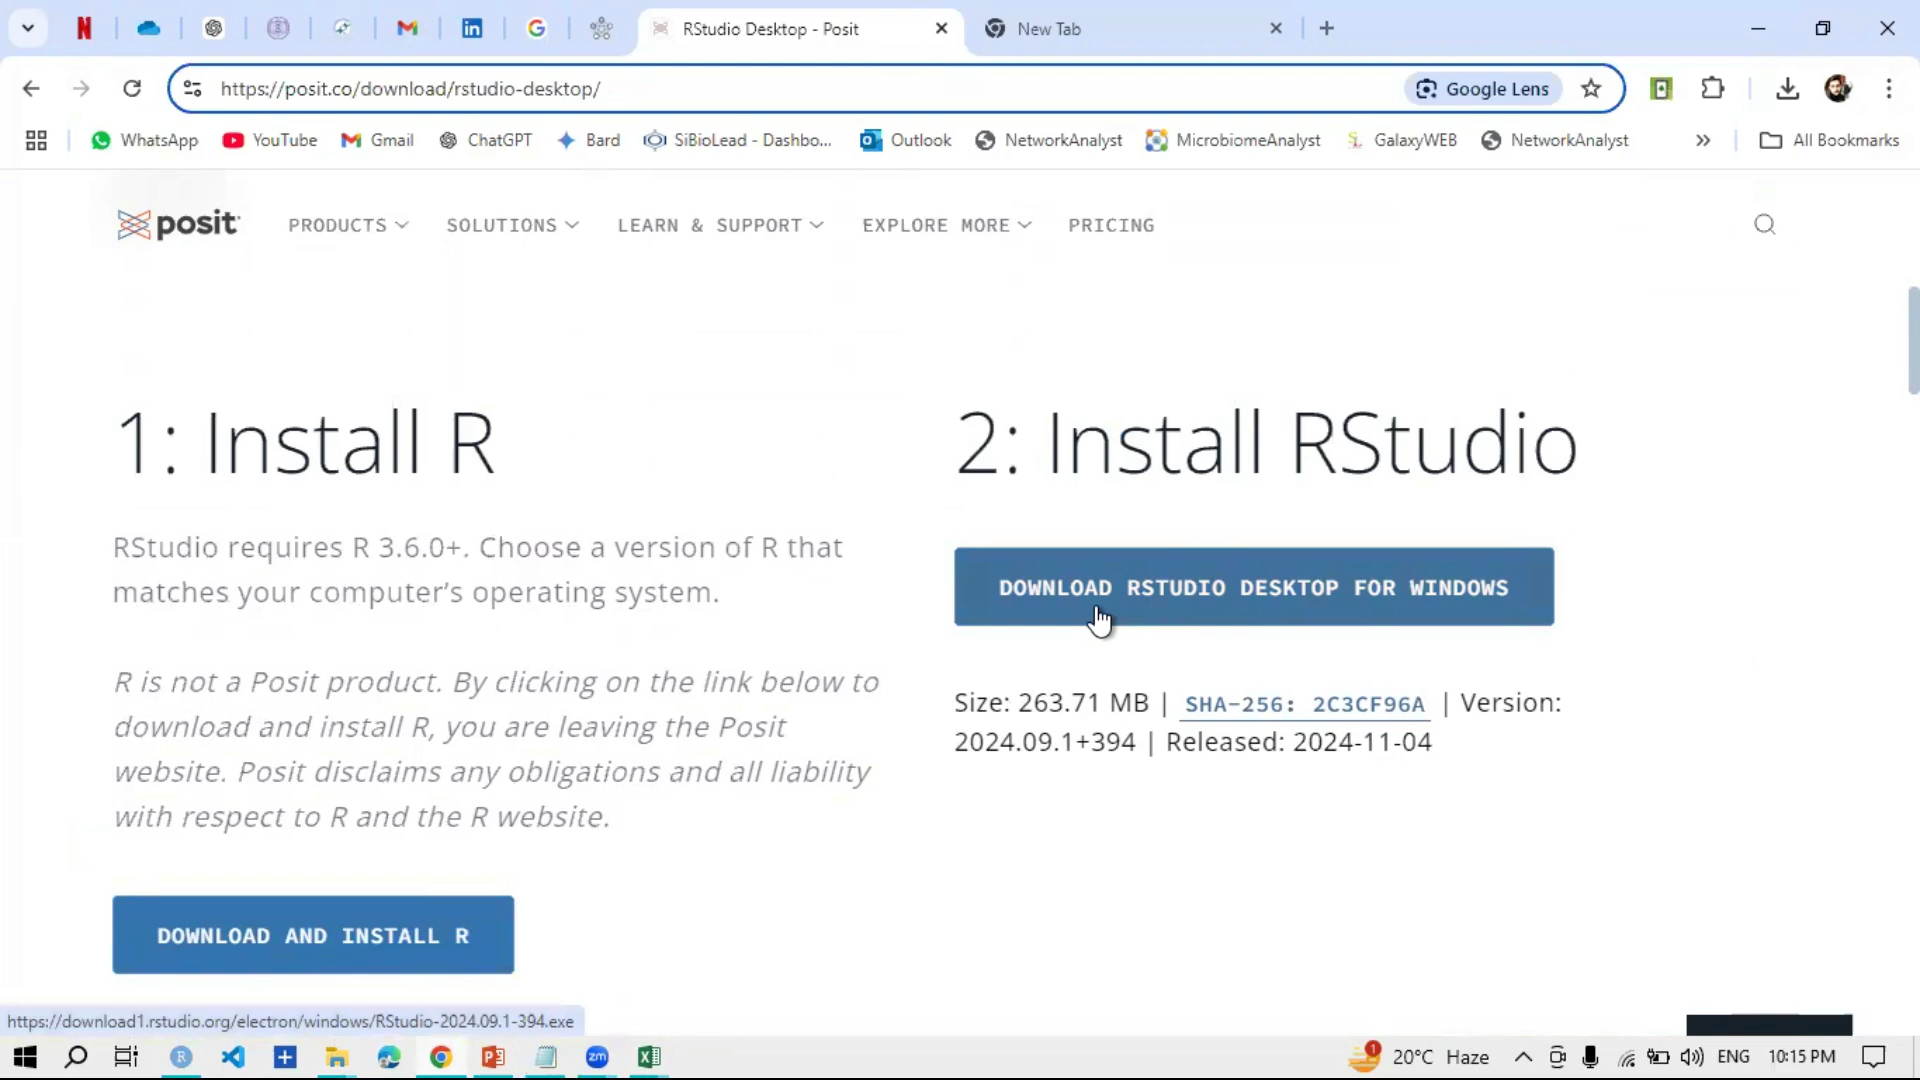 RStudio Desktop - Posit
New Tab
https://posit.co/download/rstudio-desktop/
Google Lens
WhatsApp
YouTube
Gmail
ChatGPT
Bard
SiBioLead - Dashbo...
Outlook
NetworkAnalyst
MicrobiomeAnalyst
GalaxyWEB
NetworkAnalyst
All Bookmarks
posit
PRODUCTS
SOLUTIONS
LEARN & SUPPORT
EXPLORE MORE
PRICING
1: Install R
RStudio requires R 3.6.0+. Choose a version of R that
matches your computer’s operating system.
R is not a Posit product. By clicking on the link below to
download and install R, you are leaving the Posit
website. Posit disclaims any obligations and all liability
with respect to R and the R website.
DOWNLOAD AND INSTALL R
2: Install RStudio
DOWNLOAD RSTUDIO DESKTOP FOR WINDOWS
Size: 263.71 MB | SHA-256: 2C3CF96A | Version:
2024.09.1+394 | Released: 2024-11-04
https://download1.rstudio.org/electron/windows/RStudio-2024.09.1-394.exe
1
20°C Haze
ENG
10:15 PM